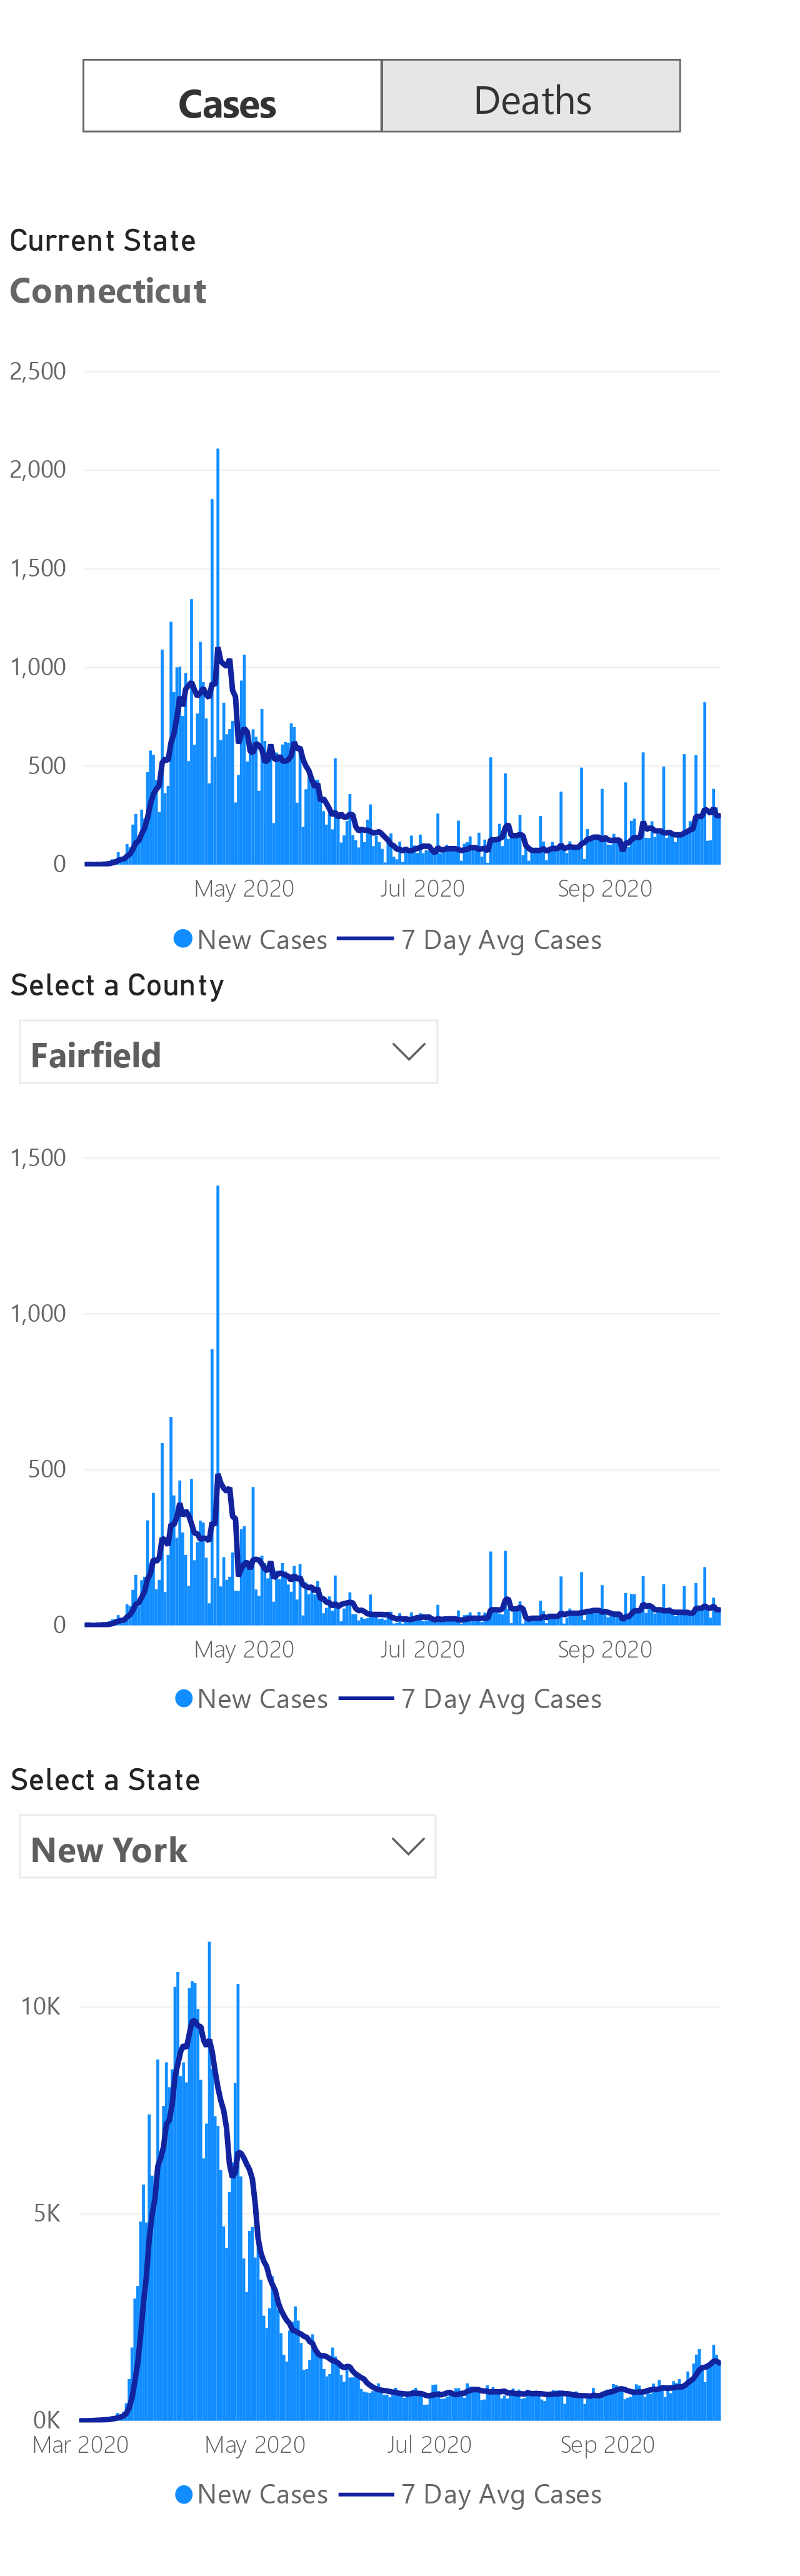 Cases Deaths
Current State
Connecticut
2,500
2,000
1,500
1,000
500
0
May 2020 Jul 2020 Sep 2020
New Cases 7 Day Avg Cases
Select a County
Fairfield
1,500
1,000
500
0
May 2020 Jul 2020 Sep 2020
New Cases 7 Day Avg Cases
Select a State
New York
10K
5K
0K
Mar 2020 May 2020 Jul 2020 Sep 2020
New Cases 7 Day Avg Cases